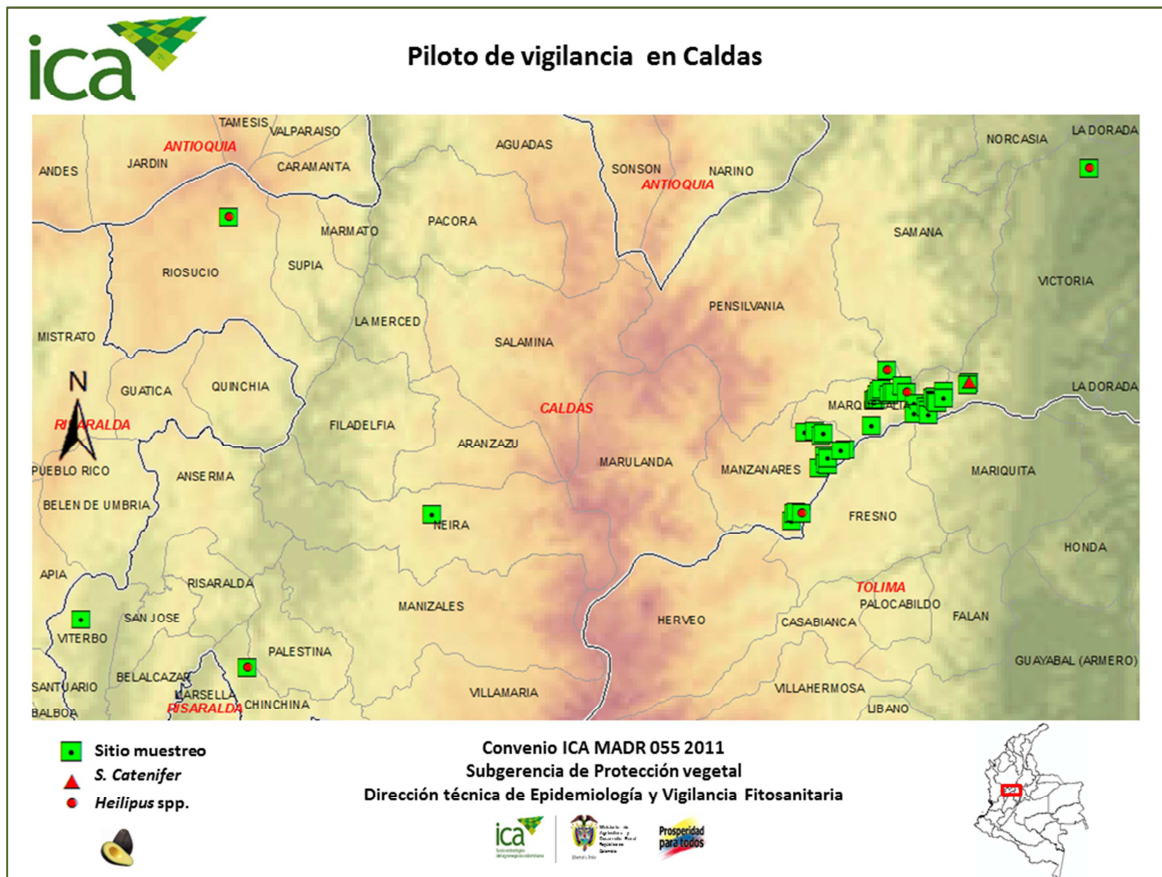 ica
Piloto de vigilancia en Caldas
TAMESIS
VALPARAISO
ANTIOQUIA
JARDIN
ANDES
CARAMANTA
AGUADAS
SONSON
ANTIOQUIA
NARINO
NORCASIA
LA DORADA
RIOSUCIO
SUPIA
MARMATO
PACORA
SAMANA
VICTORIA
MISTRATO
LA MERCED
SALAMINA
PENSILVANIA
N
GUATICA
QUINCHIA
RISARALDA
FILADELFIA
CALDAS
ARANZAZU
MARULANDA
MARQUETALIA
LA DORADA
PUEBLO RICO
ANSERMA
MANZANARES
MARIQUITA
BELEN DE UMBRIA
NEIRA
FRESNO
HONDA
APIA
RISARALDA
MANIZALES
HERVEO
TOLIMA
PALOCABILDO
CASABIANCA
FALAN
VITERBO
SAN JOSE
PALESTINA
BELALCAZAR
SANTUARIO
MARSELLA
CHINCHINA
VILLAMARIA
VILLAHERMOSA
GUAYABAL (ARMERO)
BALBOA
RISARALDA
LIBANO
Sitio muestreo
S. Catenifer
Heilipus spp.
Convenio ICA MADR 055 2011
Subgerencia de Protección vegetal
Dirección técnica de Epidemiología y Vigilancia Fitosanitaria
ica
Prosperidad
para todos